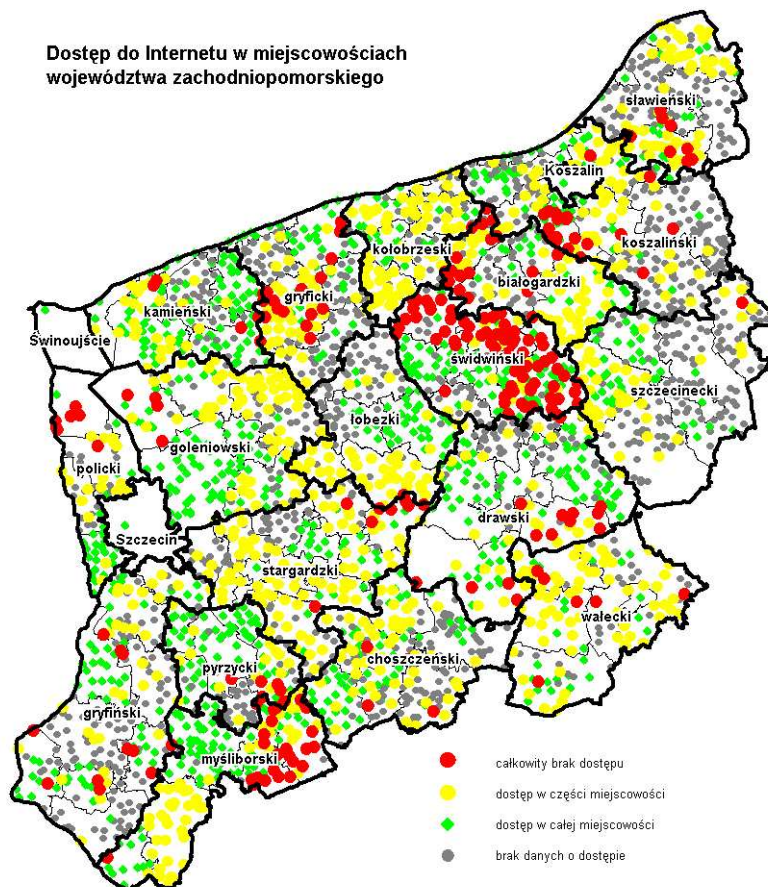 Dostęp do Internetu w miejscowościach
województwa zachodniopomorskiego
sławieński
Koszalin
koszaliński
kołobrzeski
białogardzki
gryficki
kamieński
Świnoujście
świdwiński
szczecinecki
łobezki
goleniowski
policki
drawski
Szczecin
stargardzki
wałecki
choszczeński
pyrzycki
gryfiński
myśliborski
całkowity brak dostępu
dostęp w części miejscowości
dostęp w całej miejscowości
brak danych o dostępie